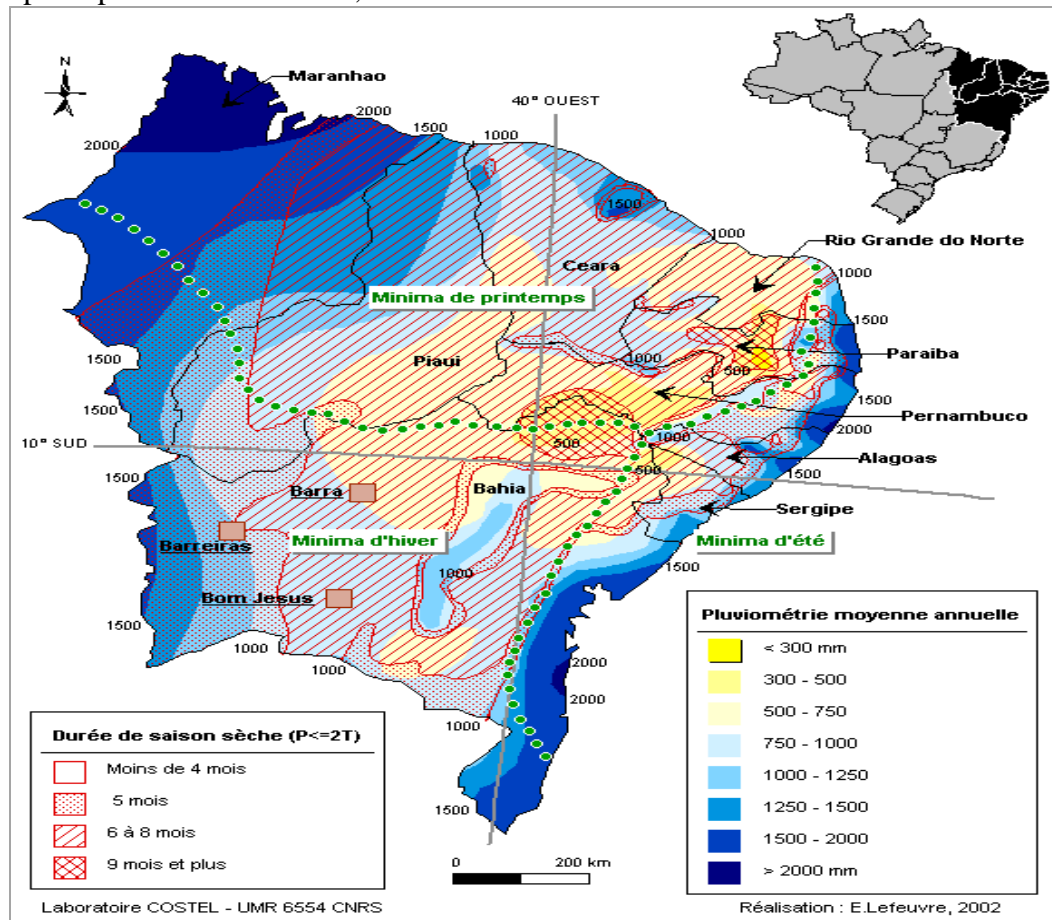 N
Maranhao
40° OUEST
2000
1500
1000
2000
1500
1000
Rio Grande do Norte
1000
Ceara
Minima de printemps
1500
Piaui
1000
500
Paraiba
1500
1500
1500
Pernambuco
10° SUD
500
1000
2000
Alagoas
1500
500
1500
Barra
Bahia
Sergipe
Barreiras
Minima d'hiver
Minima d'été
1500
1000
Bom Jesus
1500
1000
1000
2000
2000
1000
1500
Pluviométrie moyenne annuelle
< 300 mm
300 - 500
500 - 750
750 - 1000
1000 - 1250
1250 - 1500
1500 - 2000
> 2000 mm
Durée de saison sèche (P<=2T)
Moins de 4 mois
5 mois
6 à 8 mois
9 mois et plus
0 200 km
Laboratoire COSTEL - UMR 6554 CNRS
Réalisation : E.Lefeuvre, 2002